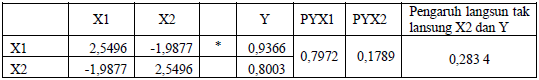 X1 X2 Y PYX1 PYX2 Pengaruh langsun tak
lansung X2 dan Y
X1 2,5496 -1,9877 * 0,9366 0,7972 0,1789 0,283 4
X2 -1,9877 2,5496 0,8003